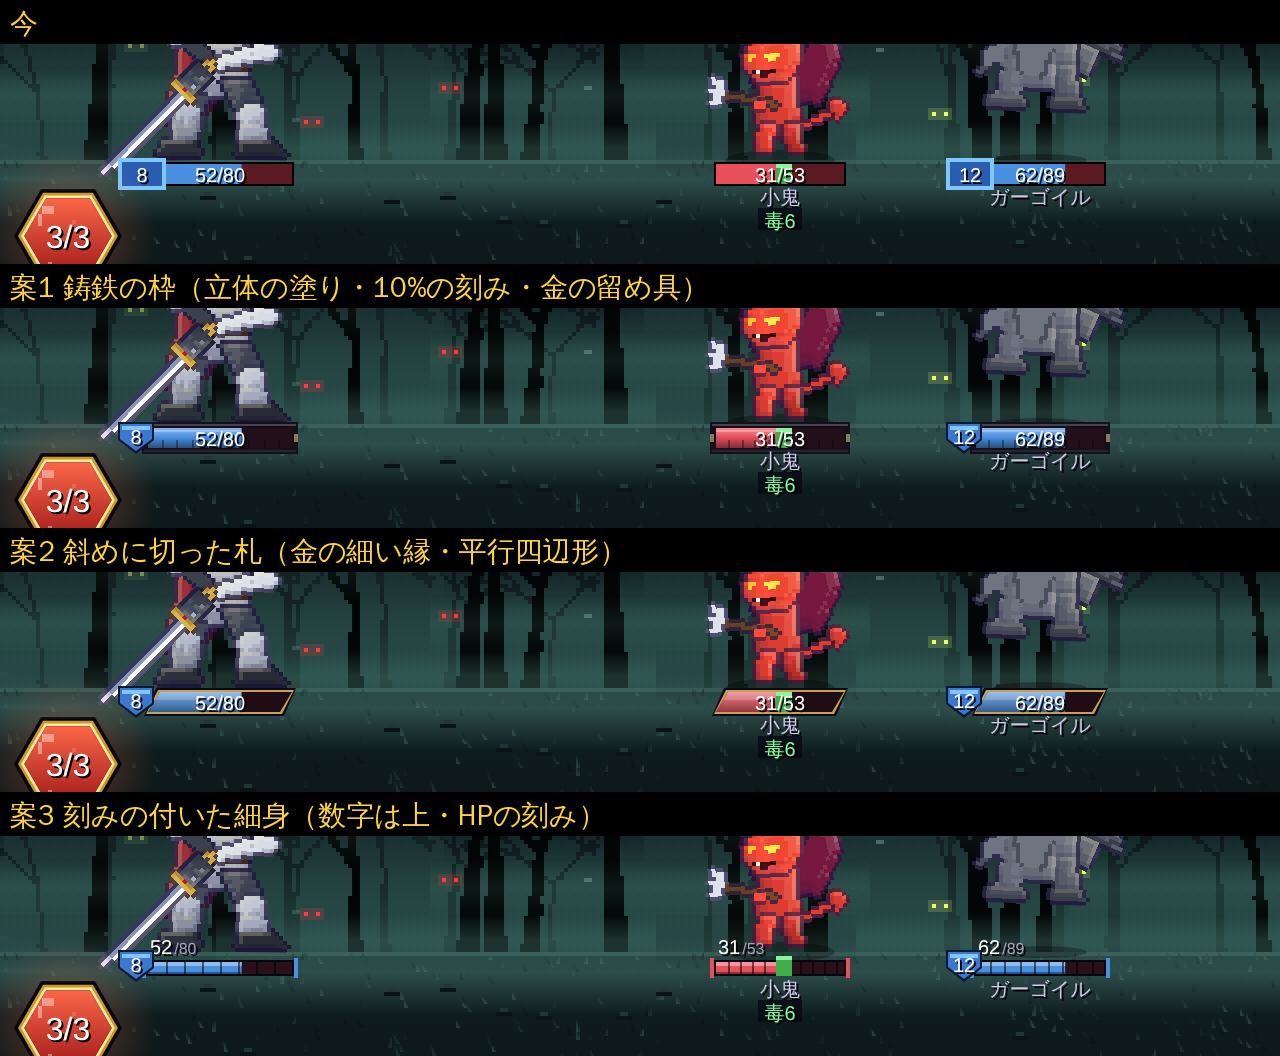 今
8 52/80 31/53 12 62/89
小鬼 ガーゴイル
毒6
3/3
案1 鋳鉄の枠（立体の塗り・10%の刻み・金の留め具）
8 52/80 31/53 12 62/89
小鬼 ガーゴイル
毒6
3/3
案2 斜めに切った札（金の細い縁・平行四辺形）
8 52/80 31/53 12 62/89
小鬼 ガーゴイル
毒6
3/3
案3 刻みの付いた細身（数字は上・HPの刻み）
52/80 31/53 62/89
8 12
小鬼 ガーゴイル
毒6
3/3